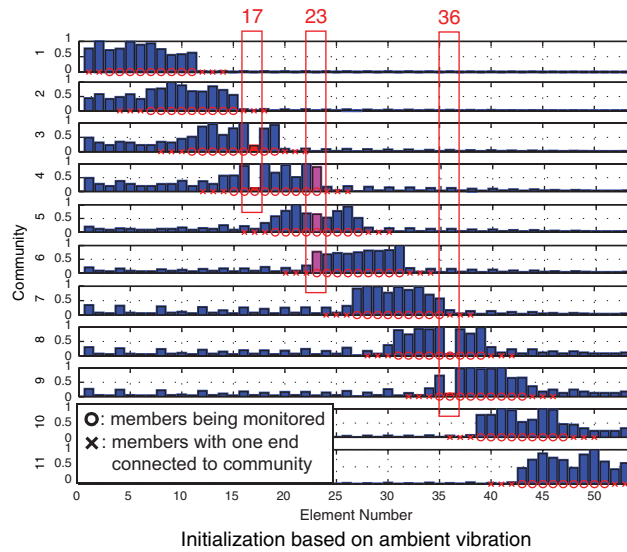 17 23 36
1 1 0.5 0
2 1 0.5 0
3 1 0.5 0
4 1 0.5 0
5 1 0.5 0
6 1 0.5 0
7 1 0.5 0
8 1 0.5 0
9 1 0.5 0
10 1 0.5 0
11 1 0.5 0
Community
O: members being monitored
×: members with one end
connected to community
0 5 10 15 20 25 30 35 40 45 50
Element Number
Initialization based on ambient vibration